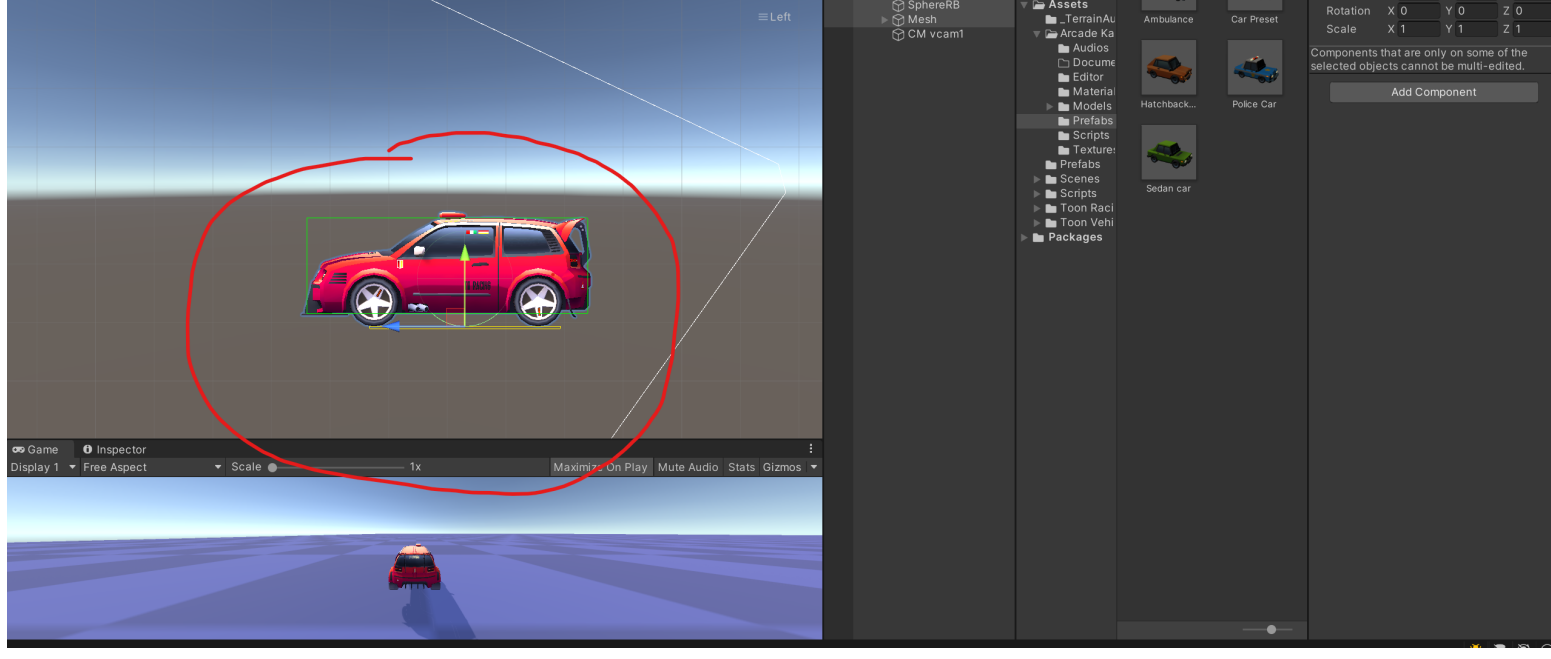 Left
Game
Inspector
Display 1
Free Aspect
Scale
1x
Maximize On Play
Mute Audio
Stats
Gizmos
SphereRB
Mesh
CM vcam1
Assets
_TerrainAu
Arcade Ka
Audios
Docume
Editor
Material
Models
Prefabs
Scripts
Textures
Prefabs
Scenes
Scripts
Toon Raci
Toon Vehi
Packages
Ambulance
Car Preset
Hatchback...
Police Car
Sedan car
Rotation X 0 Y 0 Z 0
Scale X 1 Y 1 Z 1
Components that are only on some of the
selected objects cannot be multi-edited.
Add Component